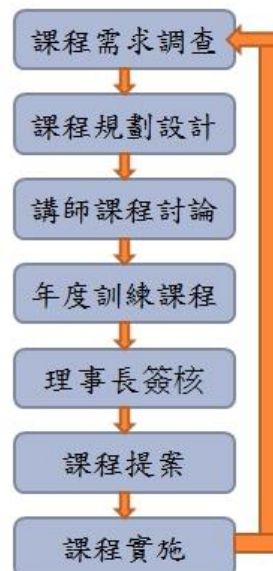 課程需求調查
課程規劃設計
講師課程討論
年度訓練課程
理事長簽核
課程提案
課程實施